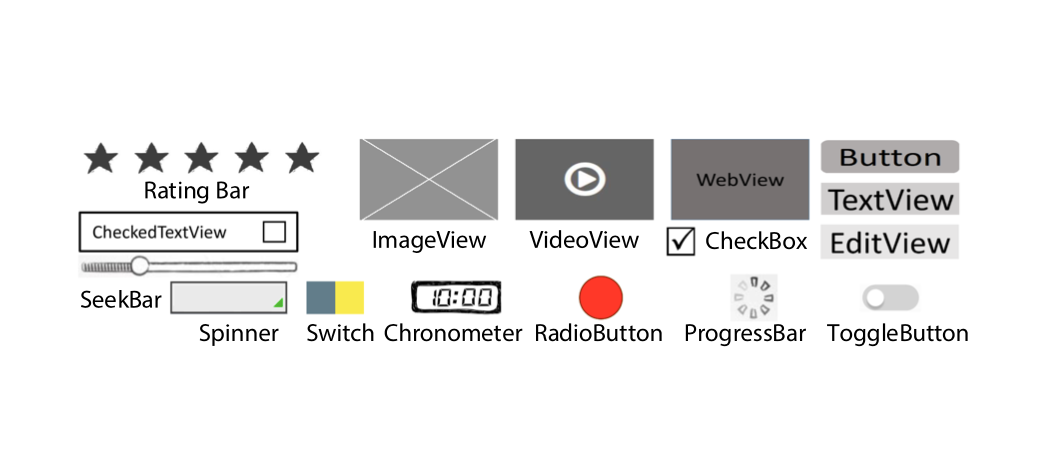 Rating Bar
CheckedTextView
SeekBar
Spinner
ImageView
VideoView
WebView
CheckBox
Button
TextView
EditView
Switch
10:00
Chronometer
RadioButton
ProgressBar
ToggleButton